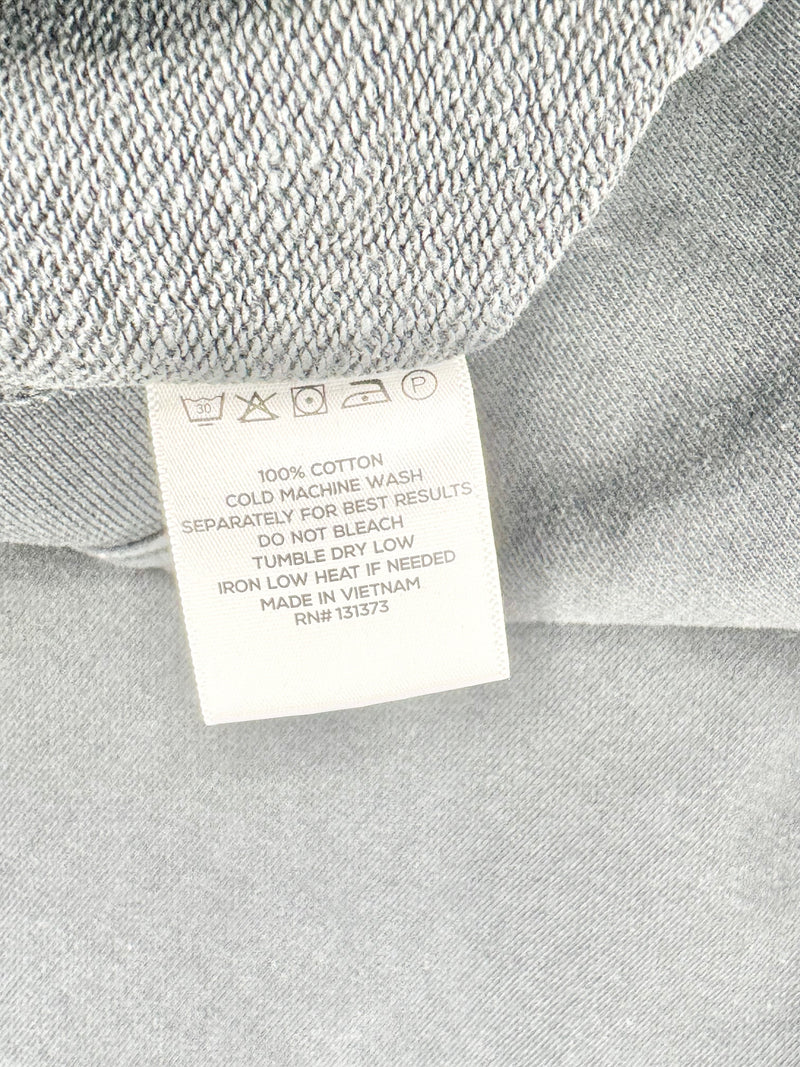 30 P
100% COTTON
COLD MACHINE WASH
SEPARATELY FOR BEST RESULTS
DO NOT BLEACH
TUMBLE DRY LOW
IRON LOW HEAT IF NEEDED
MADE IN VIETNAM
RN# 131373